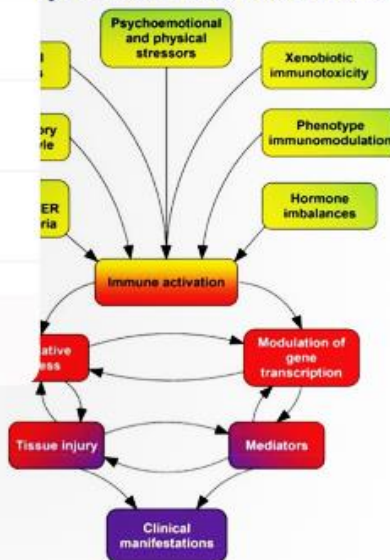 Psychoemotional
and physical
stressors
Xenobiotic
immunotoxicity
Phenotype
immunomodulation
ER
Hormone
imbalances
Immune activation
Modulation of
gene
transcription
Tissue injury
Mediators
Clinical
manifestations